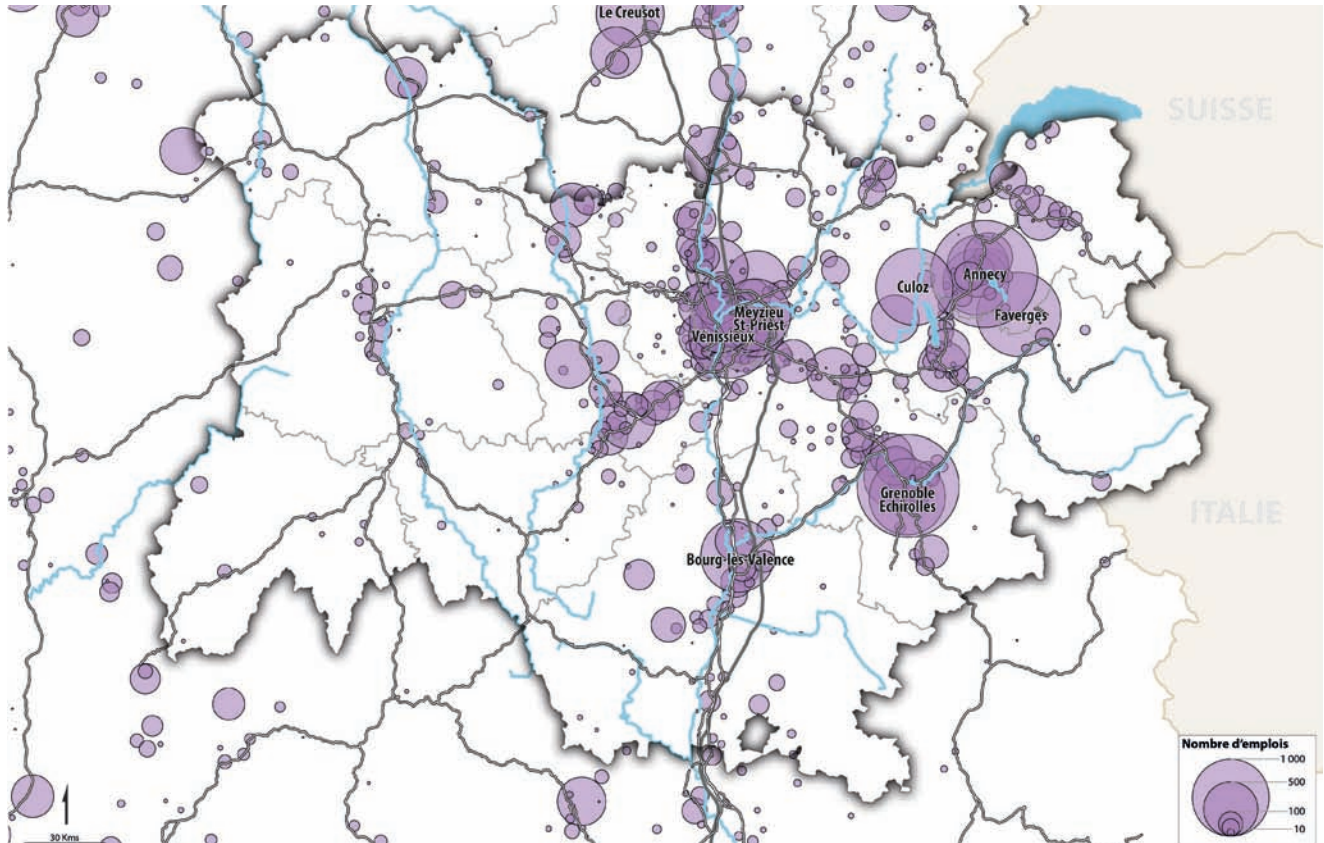 Le Creusot
SUISSE
Annecy
Culoz
Faverges
Meyzieu
St-Priest
Vénissieux
Grenoble
Echirolles
ITALIE
Bourg-lès-Valence
Nombre d'emplois
1 000
500
100
10
30 Kms